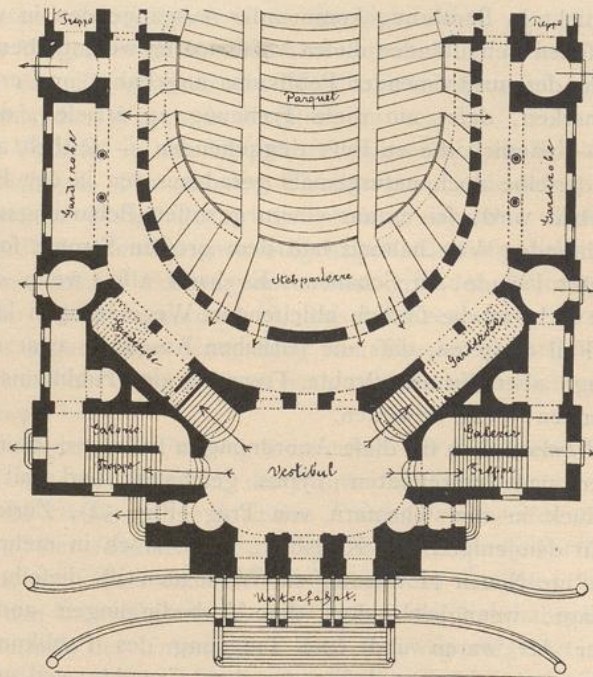 Treppe
Treppe
Parquet
Garderobe
Garderobe
Stehparterre
Garderobe
Garderobe
Galerie
Treppe
Vestibul
Galerie
Treppe
Unterfahrt.